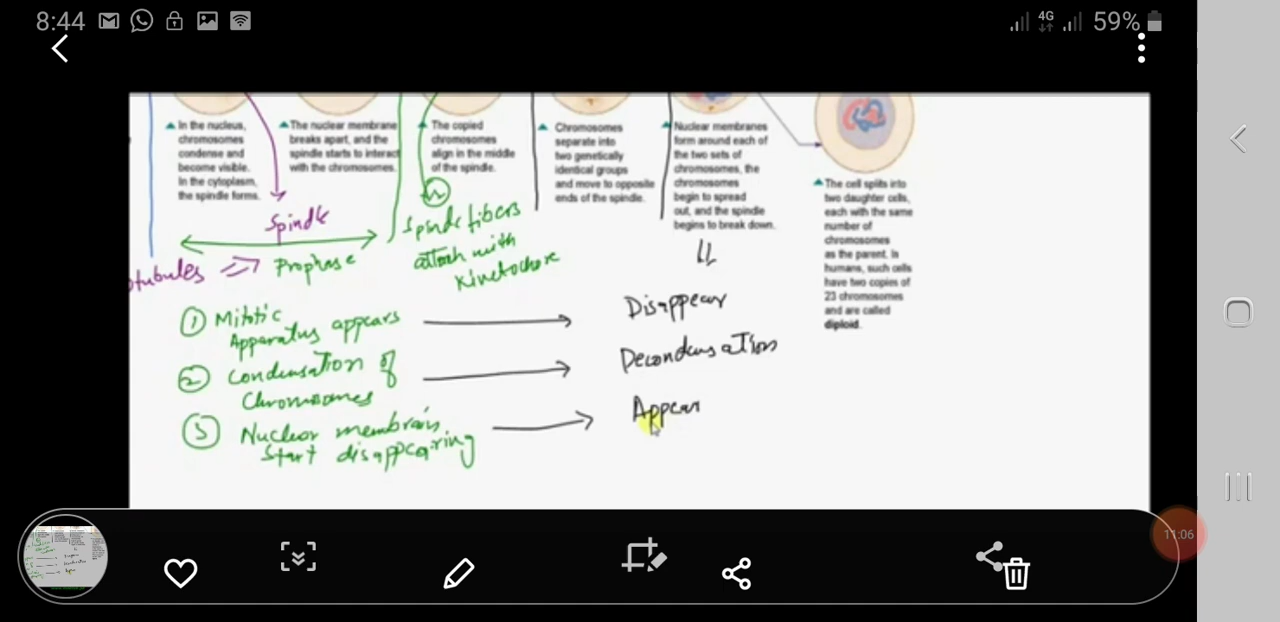 8:44
4G
59%
In the nucleus,
chromosomes
condense and
become visible.
In the cytoplasm,
the spindle forms.
The nuclear membrane
breaks apart, and the
spindle starts to interact
with the chromosomes.
The copied
chromosomes
align in the middle
of the spindle.
Chromosomes
separate into
two genetically
identical groups
and move to opposite
ends of the spindle.
Nuclear membranes
form around each of
the two sets of
chromosomes, the
chromosomes
begin to spread
out, and the spindle
begins to break down.
The cell splits into
two daughter cells,
each with the same
number of
chromosomes
as the parent. In
humans, such cells
have two copies of
23 chromosomes
and are called
diploid.
Spindle
Spindle fibers
attach with
Kinetochore
tubules => Prophase
① Mitotic
Apparatus appears
Disappear
② Condensation of
Chromosomes
Decondensation
③ Nuclear membrain
Start disappearing
Appear
11:06